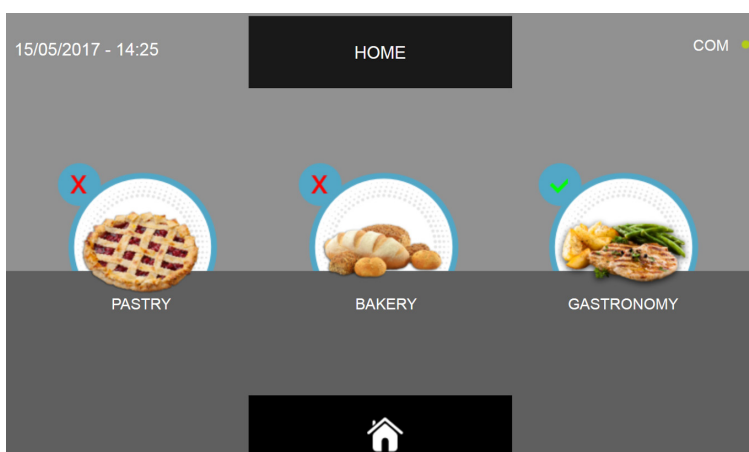 15/05/2017 - 14:25
HOME
COM
X
X
PASTRY
BAKERY
GASTRONOMY